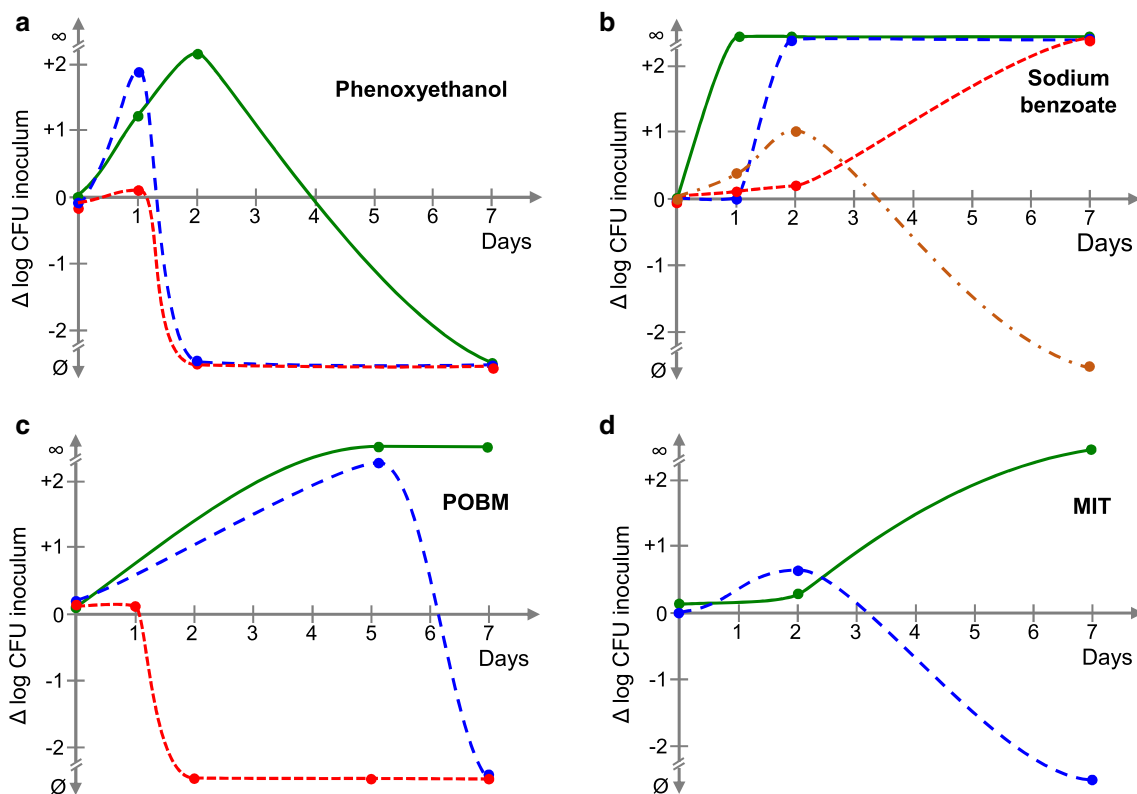 a
∞
+2
+1
0
-1
-2
Ø
Δ log CFU inoculum
Phenoxyethanol
1 2 3 4 5 6 7
Days
b
∞
+2
+1
0
-1
-2
Ø
Δ log CFU inoculum
Sodium
benzoate
1 2 3 4 5 6 7
Days
c
∞
+2
+1
0
-1
-2
Ø
Δ log CFU inoculum
POBM
1 2 3 4 5 6 7
Days
d
∞
+2
+1
0
-1
-2
Ø
Δ log CFU inoculum
MIT
1 2 3 4 5 6 7
Days